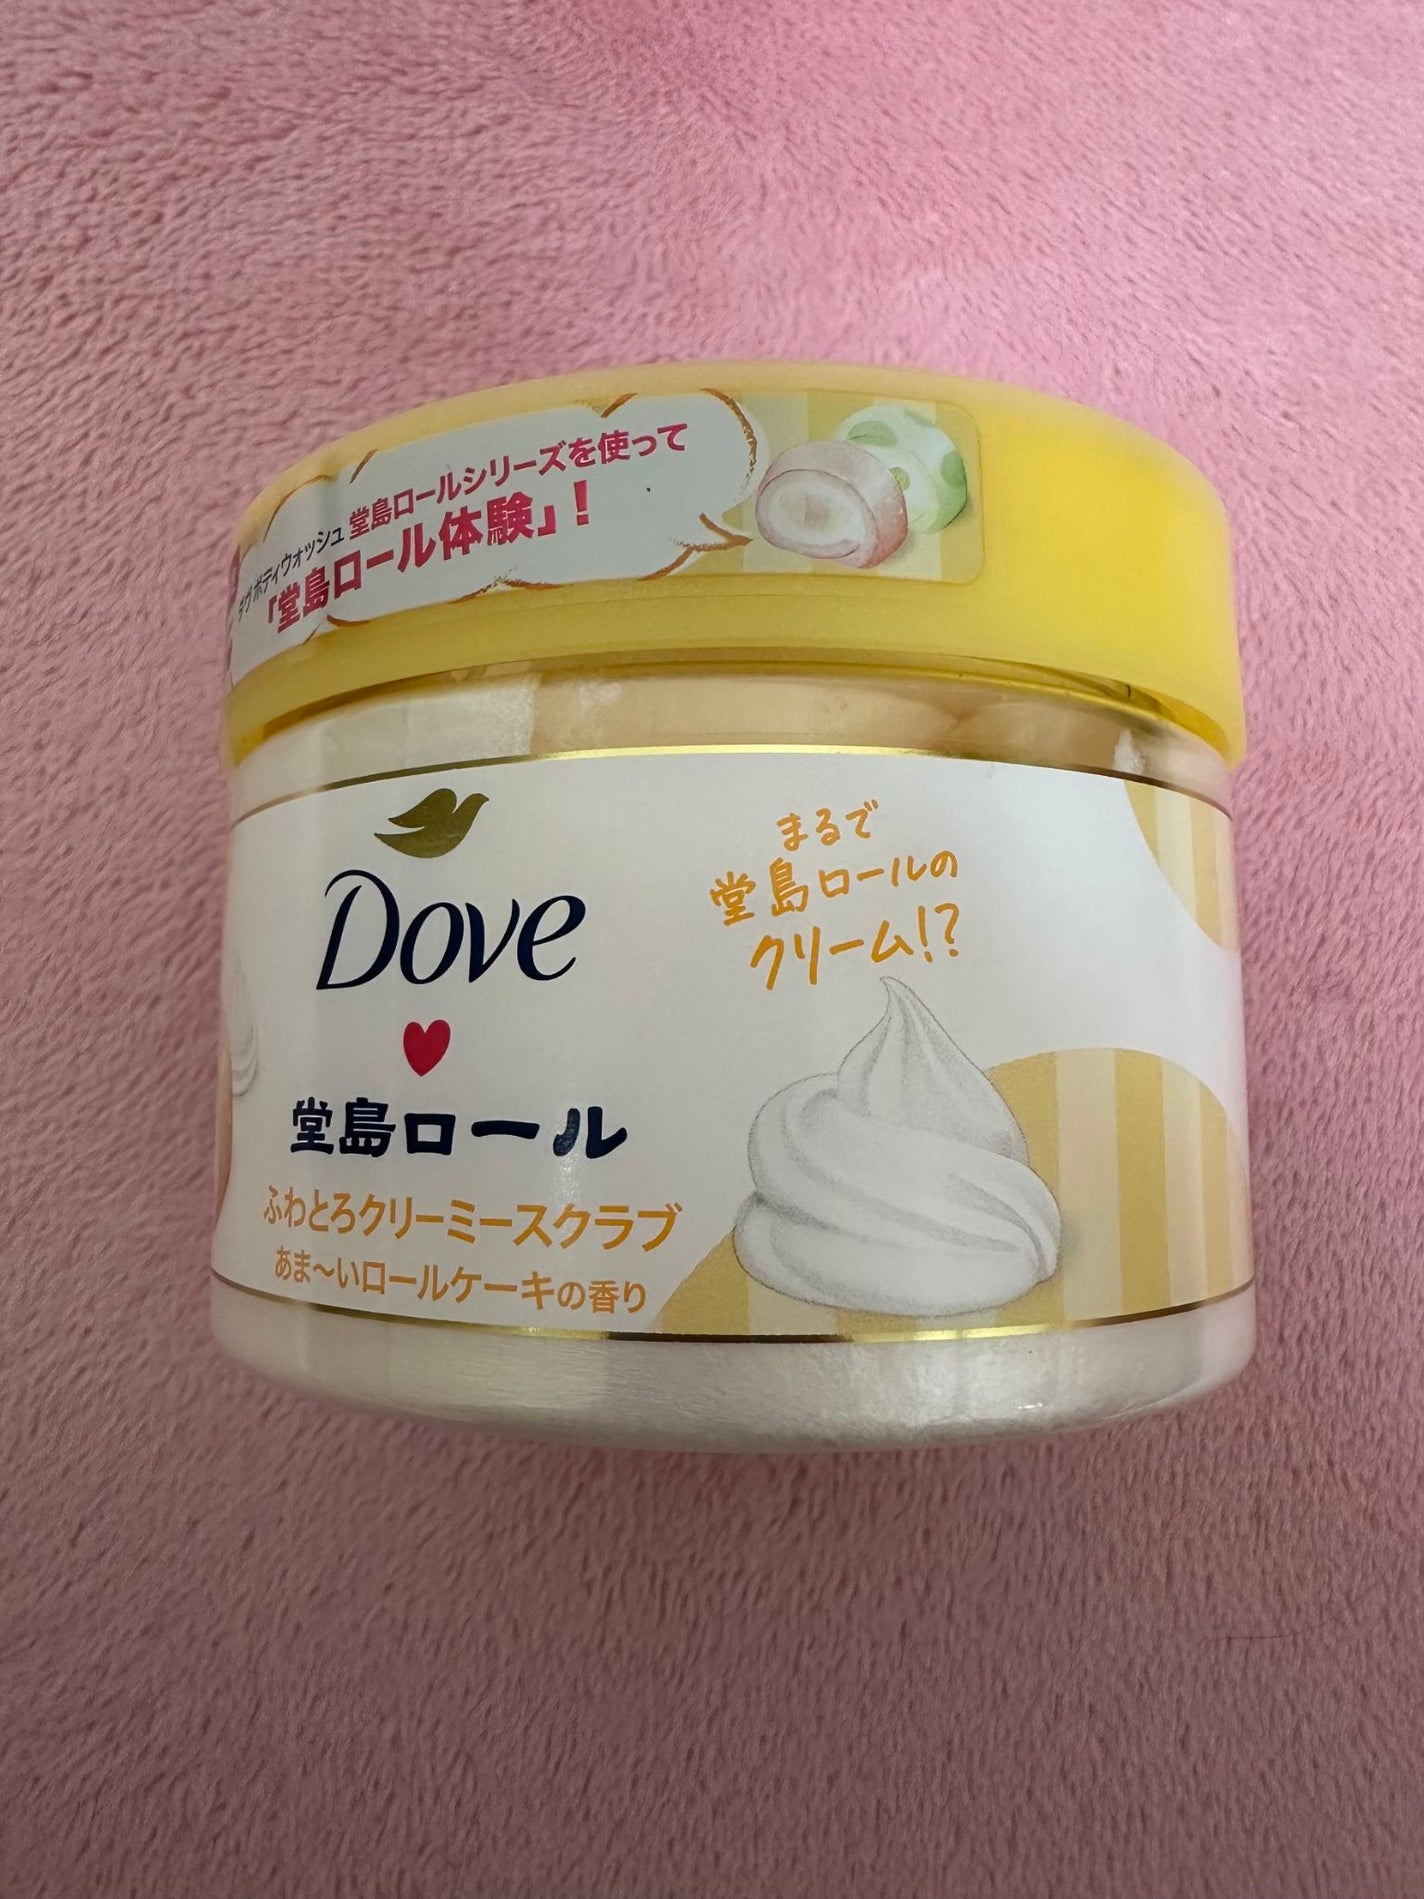 ダヴ ボディウォッシュ 堂島ロールシリーズを使って
「堂島ロール体験」!
Dove
堂島ロール
ふわとろクリーミースクラブ
あま〜いロールケーキの香り
まるで
堂島ロールの
クリーム!?